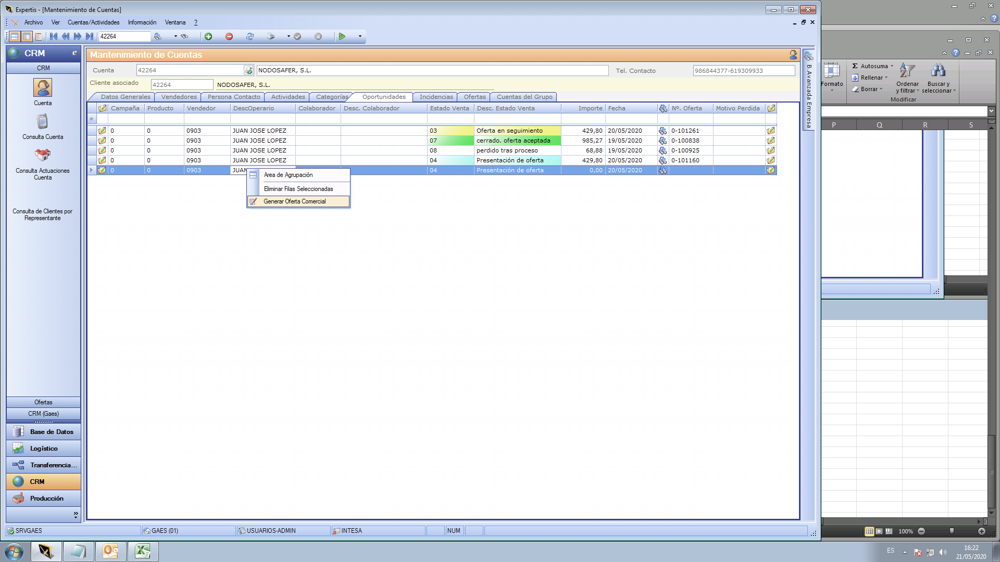 Expertis - [Mantenimiento de Cuentas]
Archivo Ver Cuentas/Actividades Información Ventana ?
42264
CRM
CRM
Cuenta
Consulta Cuenta
Consulta Actuaciones
Cuenta
Consulta de Clientes por
Representante
Ofertas
CRM (Gaes)
Base de Datos
Logístico
Transferencia...
CRM
Producción
Mantenimiento de Cuentas
Cuenta 42264 NODOSAFER, S.L. Tel. Contacto 986844377-619309933
Cliente asociado 42264 NODOSAFER, S.L.
Datos Generales Vendedores Persona Contacto Actividades Categorías Oportunidades Incidencias Ofertas Cuentas del Grupo
Campaña Producto Vendedor DescOperario Colaborador Desc. Colaborador Estado Venta Desc. Estado Venta Importe Fecha Nº. Oferta Motivo Perdida
0 0 0903 JUAN JOSE LOPEZ 03 Oferta en seguimiento 429,80 20/05/2020 0-101261
0 0 0903 JUAN JOSE LOPEZ 07 cerrado. oferta aceptada 985,27 19/05/2020 0-100838
0 0 0903 JUAN JOSE LOPEZ 08 perdido tras proceso 68,88 19/05/2020 0-100925
0 0 0903 JUAN JOSE LOPEZ 04 Presentación de oferta 429,80 20/05/2020 0-101160
0 0 0903 JUAN 04 Presentación de oferta 0,00 20/05/2020
Area de Agrupación
Eliminar Filas Seleccionadas
Generar Oferta Comercial
B.Avanzada Empresa
Formato
Autosuma
Rellenar
Borrar
Ordenar
y filtrar
Buscar y
seleccionar
Modificar
P Q R S
100%
SRVGAES GAES (01) USUARIOS-ADMIN INTESA NUM
ES
16:22
21/05/2020